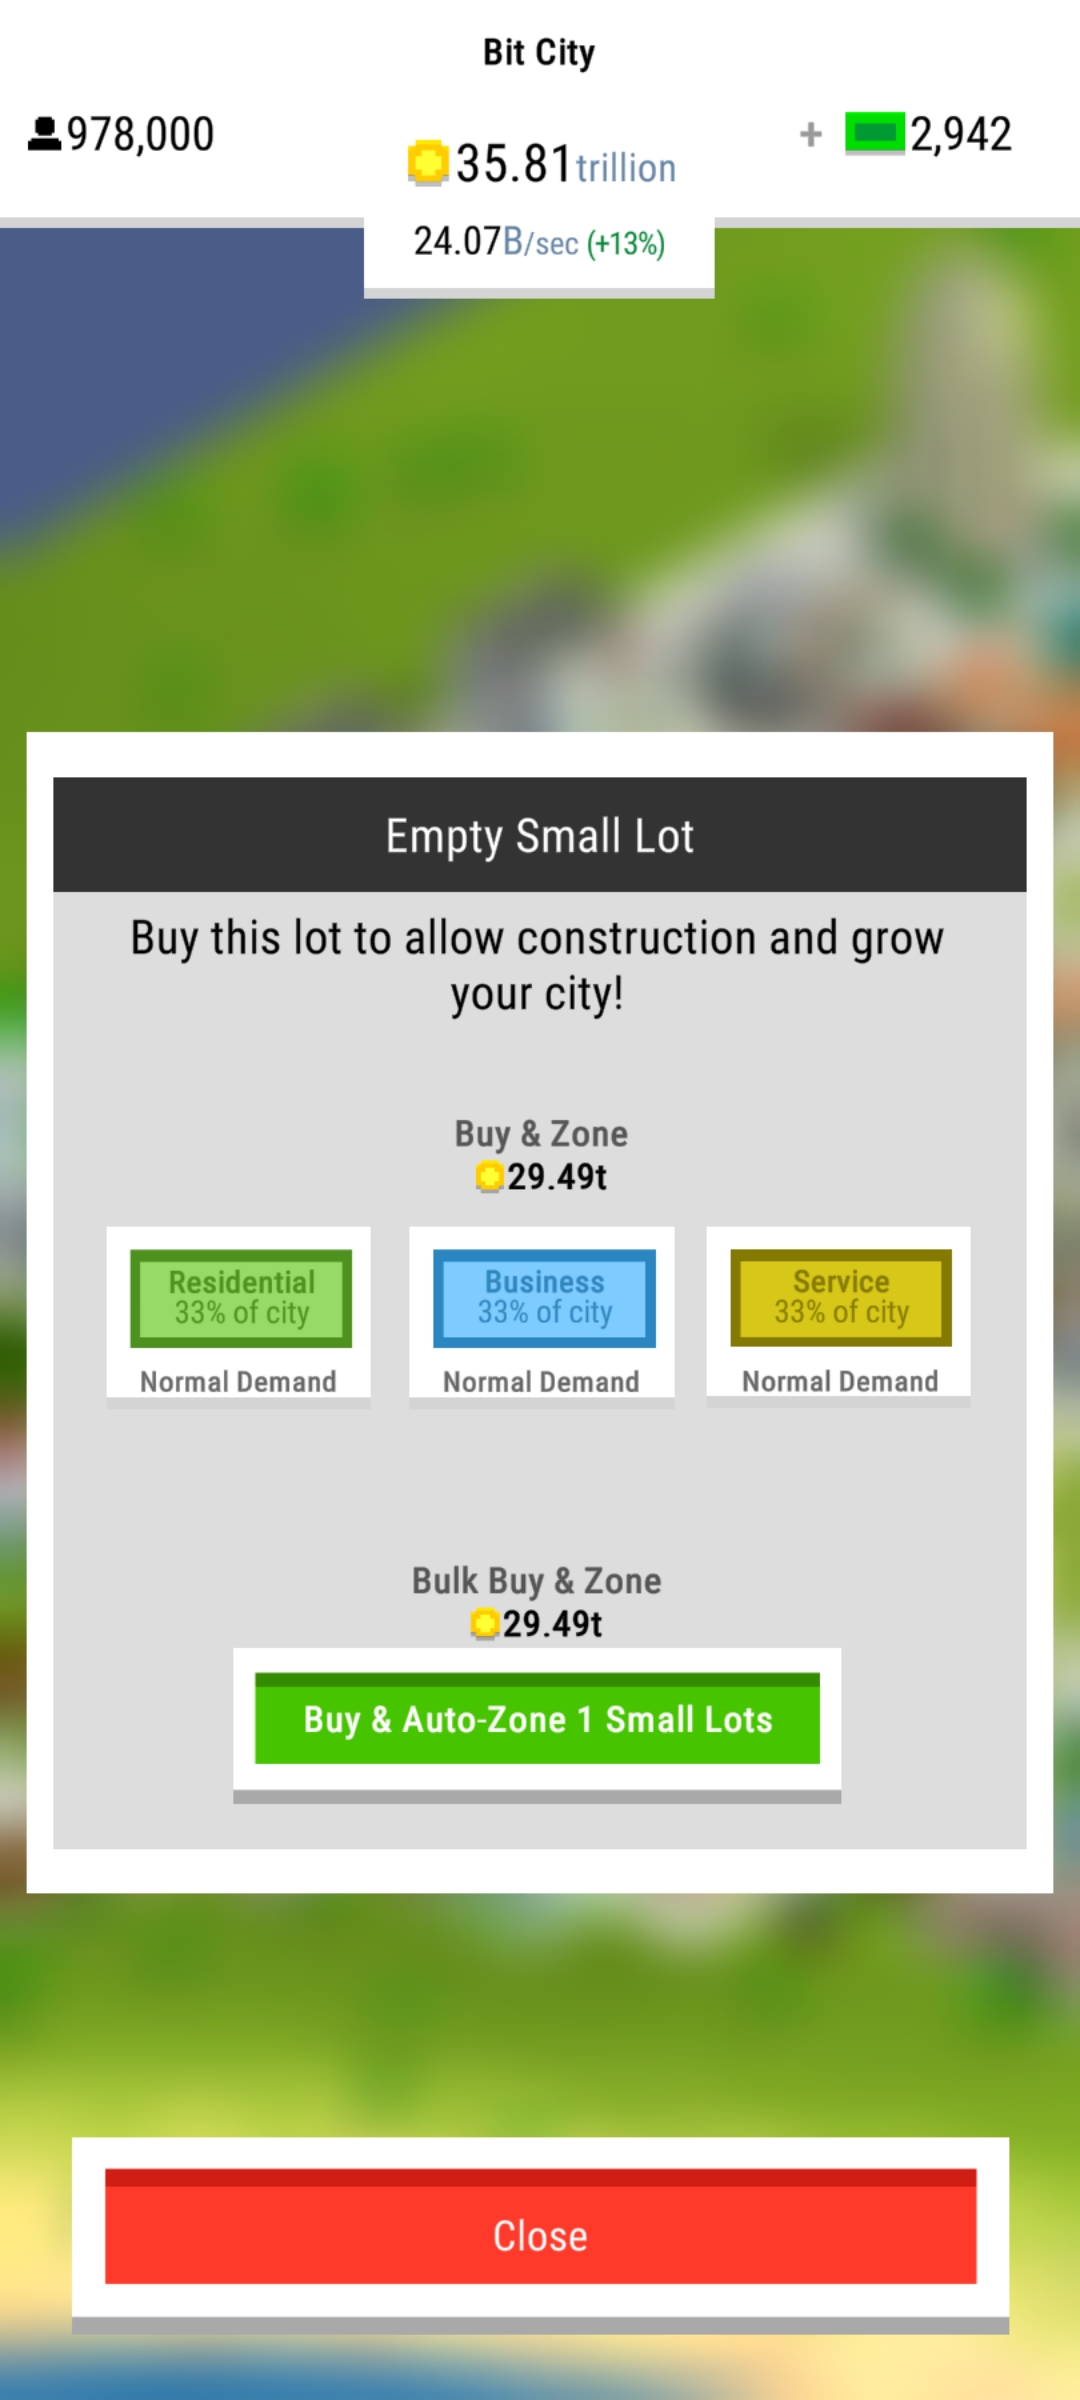 Bit City
978,000
35.81trillion
+ 2,942
24.07B/sec (+13%)
Empty Small Lot
Buy this lot to allow construction and grow
your city!
Buy & Zone
29.49t
Residential
33% of city
Normal Demand
Business
33% of city
Normal Demand
Service
33% of city
Normal Demand
Bulk Buy & Zone
29.49t
Buy & Auto-Zone 1 Small Lots
Close